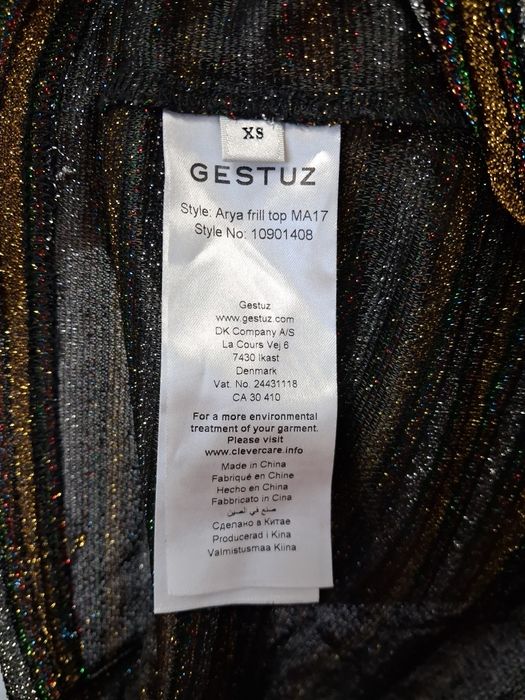 XS
GESTUZ
Style: Arya frill top MA17
Style No: 10901408
Gestuz
www.gestuz.com
DK Company A/S
La Cours Vej 6
7430 Ikast
Denmark
Vat. No. 24431118
CA 30 410
For a more environmental
treatment of your garment.
Please visit
www.clevercare.info
Made in China
Fabriqué en Chine
Hecho en China
Fabbricato in Cina
صنع في الصين
Сделано в Китае
Producerad i Kina
Valmistusmaa Kiina